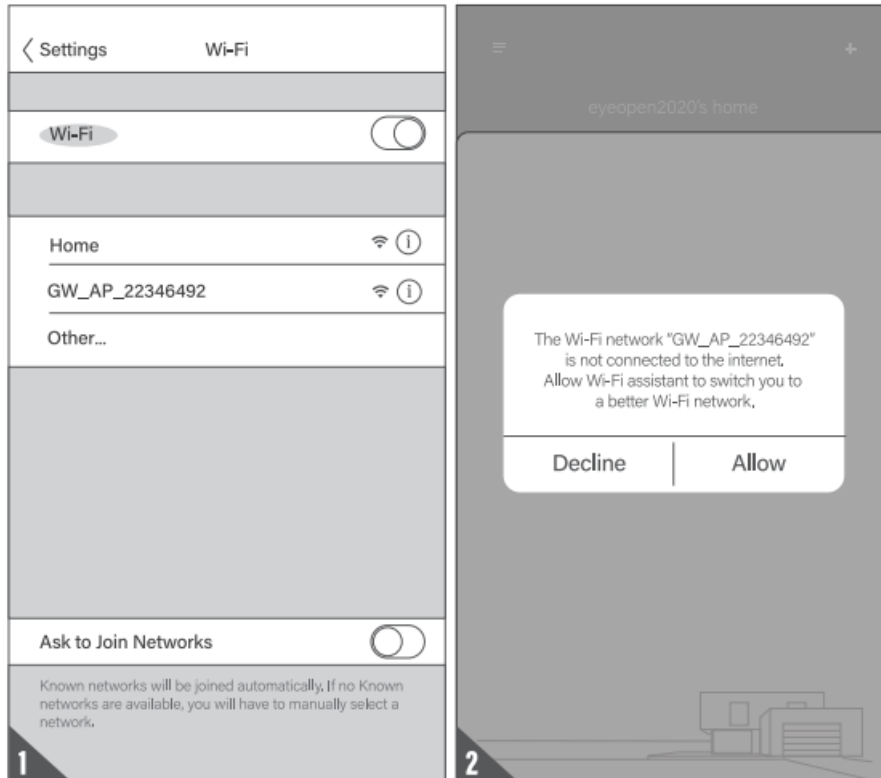 Settings
Wi-Fi
Wi-Fi
Home
GW_AP_22346492
Other...
Ask to Join Networks
Known networks will be joined automatically. If no Known
networks are available, you will have to manually select a
network.
1
eyeopen2020's home
The Wi-Fi network "GW_AP_22346492"
is not connected to the internet.
Allow Wi-Fi assistant to switch you to
a better Wi-Fi network.
Decline
Allow
2